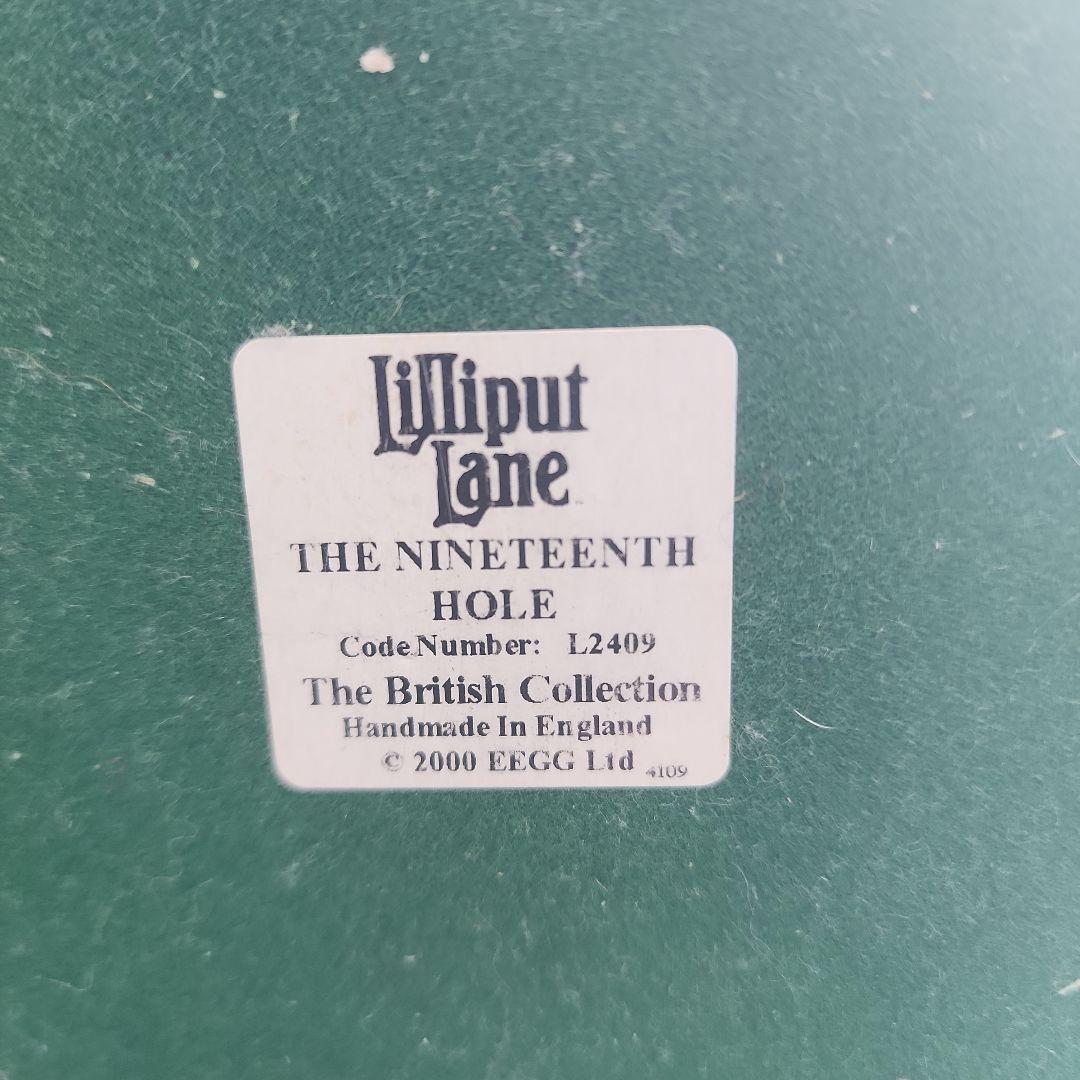 Lilliput
Lane
THE NINETEENTH
HOLE
Code Number: L2409
The British Collection
Handmade In England
© 2000 EEGG Ltd 4109